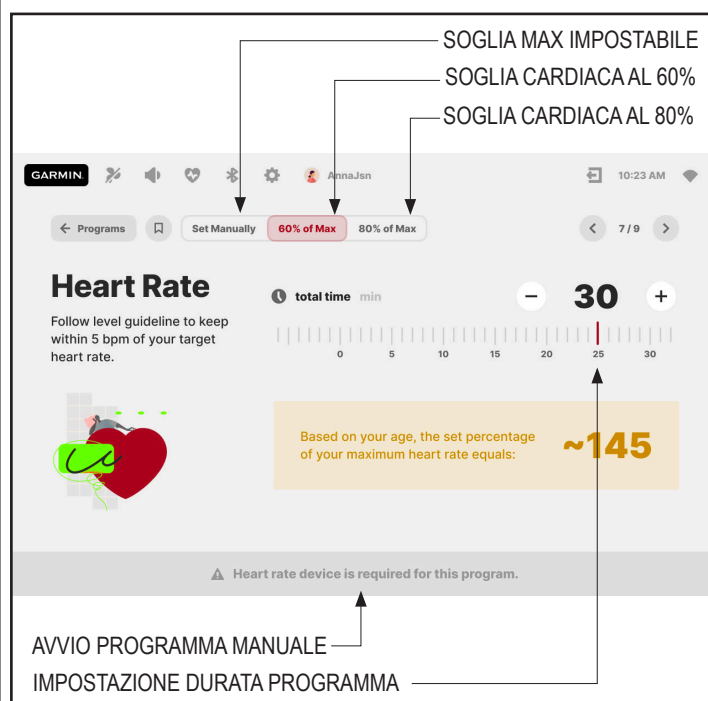 SOGLIA MAX IMPOSTABILE
SOGLIA CARDIACA AL 60%
SOGLIA CARDIACA AL 80%
GARMIN AnnaJsn 10:23 AM
Programs Set Manually 60% of Max 80% of Max 7/9
Heart Rate
Follow level guideline to keep
within 5 bpm of your target
heart rate.
total time min 30
0 5 10 15 20 25 30
Based on your age, the set percentage
of your maximum heart rate equals:
~145
Heart rate device is required for this program.
AVVIO PROGRAMMA MANUALE
IMPOSTAZIONE DURATA PROGRAMMA